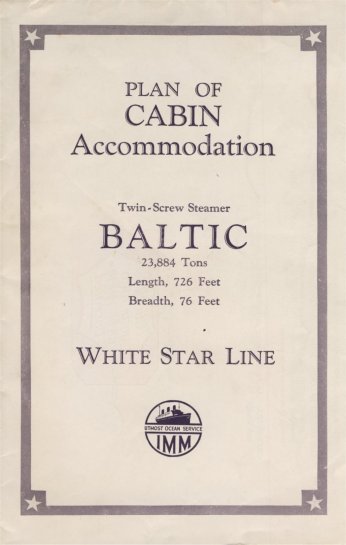 PLAN OF
CABIN
Accommodation
Twin-Screw Steamer
BALTIC
23,884 Tons
Length, 726 Feet
Breadth, 76 Feet
WHITE STAR LINE
UTMOST OCEAN SERVICE
IMM